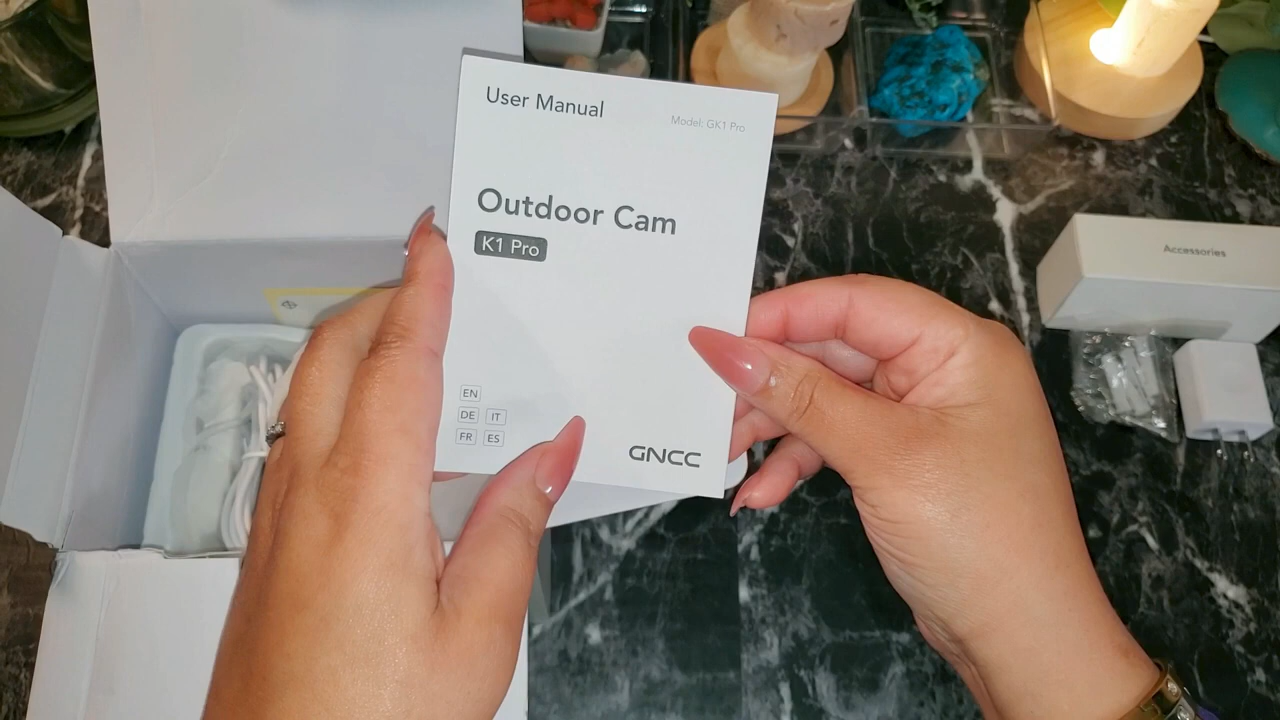 User Manual
Model: GK1 Pro
Outdoor Cam
K1 Pro
EN
DE IT
FR ES
GNCC
Accessories